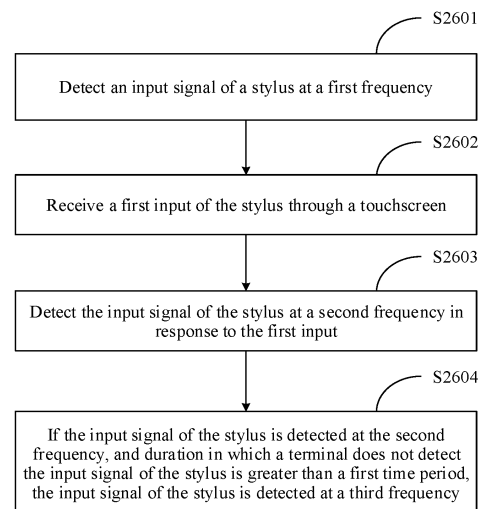 S2601
Detect an input signal of a stylus at a first frequency
S2602
Receive a first input of the stylus through a touchscreen
S2603
Detect the input signal of the stylus at a second frequency in
response to the first input
S2604
If the input signal of the stylus is detected at the second
frequency, and duration in which a terminal does not detect
the input signal of the stylus is greater than a first time period,
the input signal of the stylus is detected at a third frequency